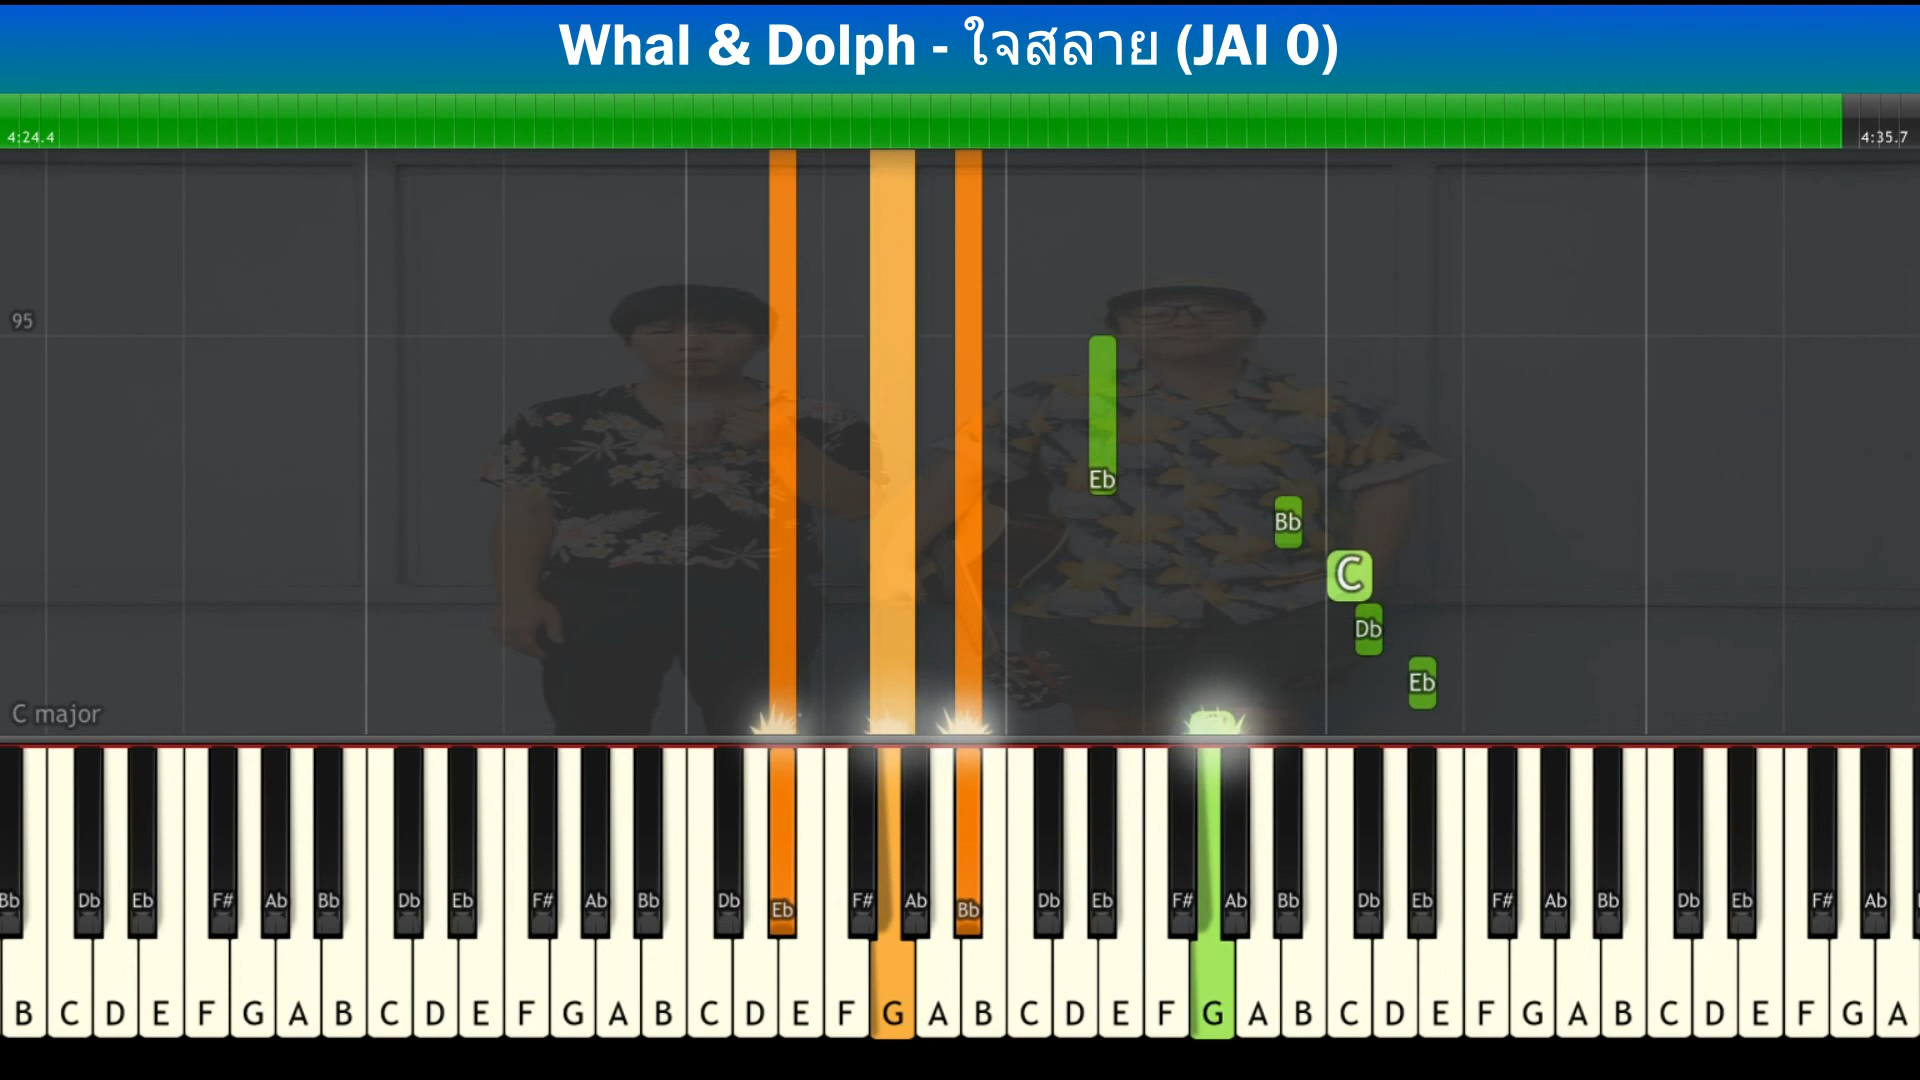 Whal & Dolph - ใจสลาย (JAI 0)
4:24.4 4:35.7
95
Eb
Bb
C
Db
Eb
C major
Bb Db Eb F# Ab Bb Db Eb F# Ab Bb Db Eb F# Ab Bb Db Eb F# Ab Bb Db Eb F# Ab Bb Db Eb F# Ab
B C D E F G A B C D E F G A B C D E F G A B C D E F G A B C D E F G A B C D E F G A